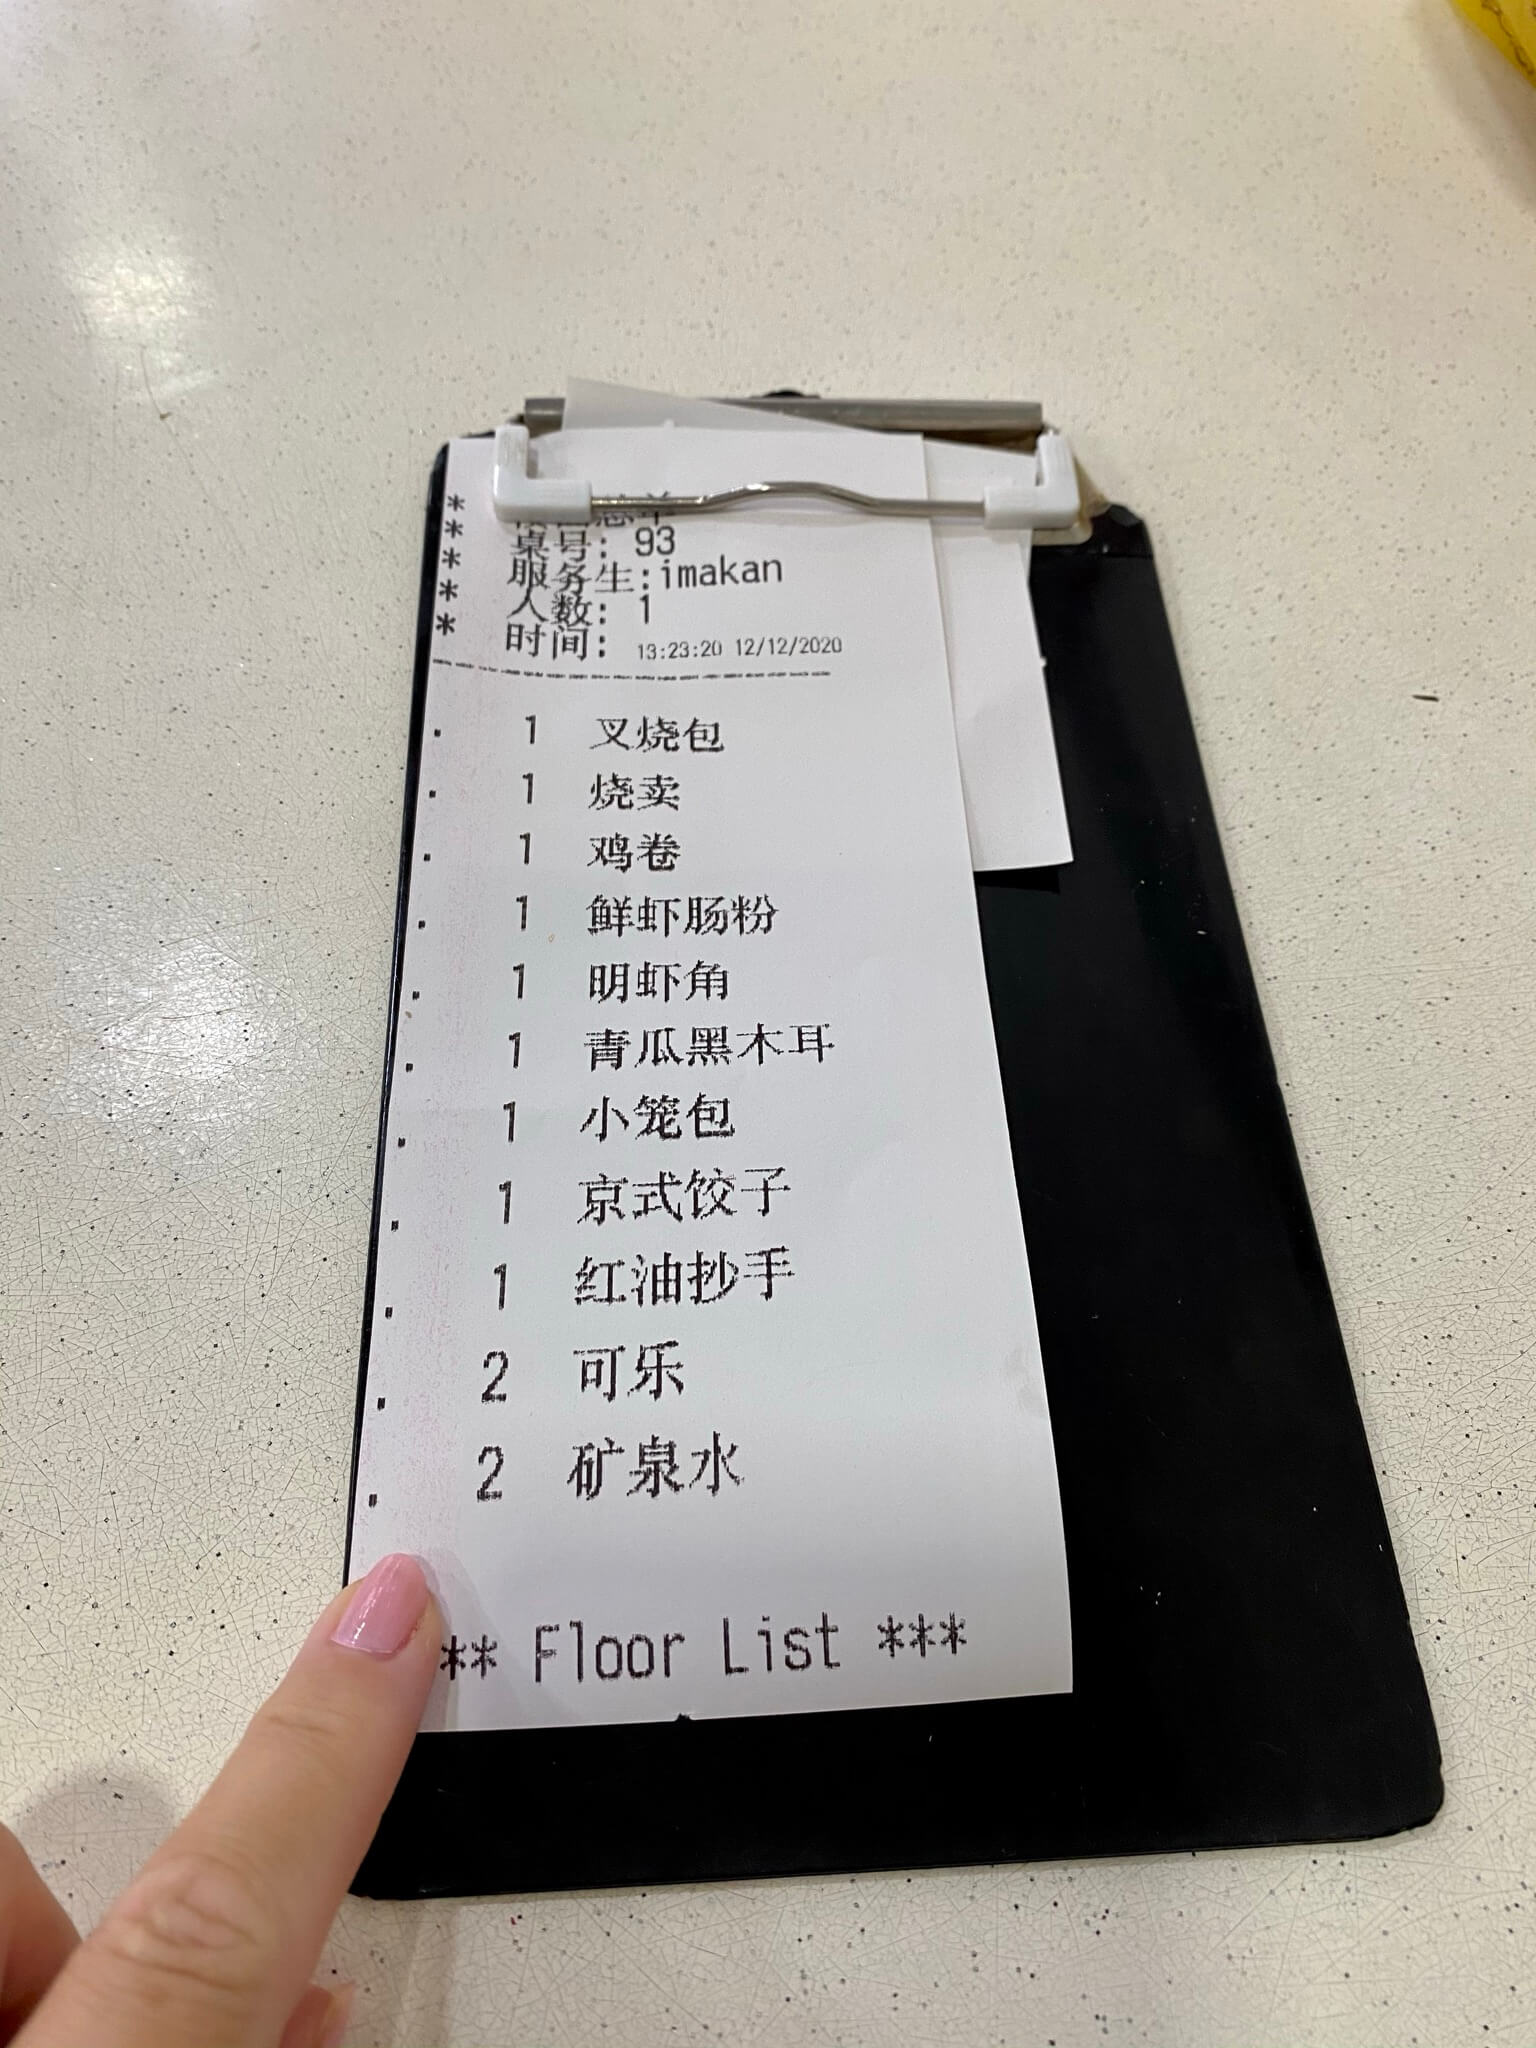 *
*
*
*
*
桌号: 93
服务生:imakan
人数: 1
时间: 13:23:20 12/12/2020
1 叉烧包
1 烧卖
1 鸡卷
1 鲜虾肠粉
1 明虾角
1 青瓜黑木耳
1 小笼包
1 京式饺子
1 红油抄手
2 可乐
2 矿泉水
** Floor List ***